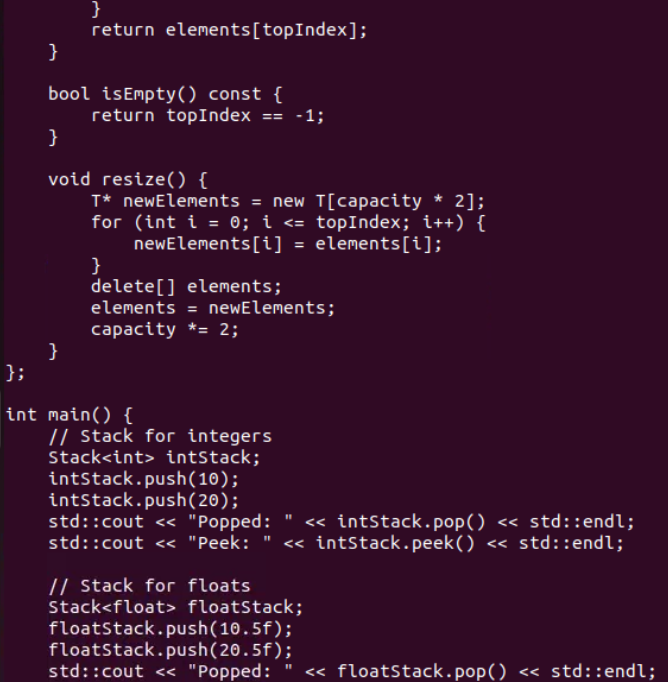 }
        return elements[topIndex];
    }

    bool isEmpty() const {
        return topIndex == -1;
    }

    void resize() {
        T* newElements = new T[capacity * 2];
        for (int i = 0; i <= topIndex; i++) {
            newElements[i] = elements[i];
        }
        delete[] elements;
        elements = newElements;
        capacity *= 2;
    }
};

int main() {
    // Stack for integers
    Stack<int> intStack;
    intStack.push(10);
    intStack.push(20);
    std::cout << "Popped: " << intStack.pop() << std::endl;
    std::cout << "Peek: " << intStack.peek() << std::endl;

    // Stack for floats
    Stack<float> floatStack;
    floatStack.push(10.5f);
    floatStack.push(20.5f);
    std::cout << "Popped: " << floatStack.pop() << std::endl;